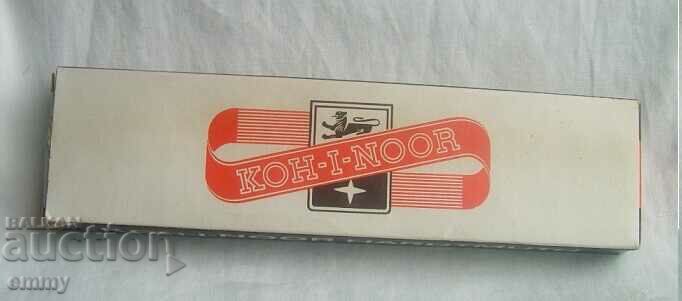 KOH-I-NOOR
BALKAN
auction
emmy